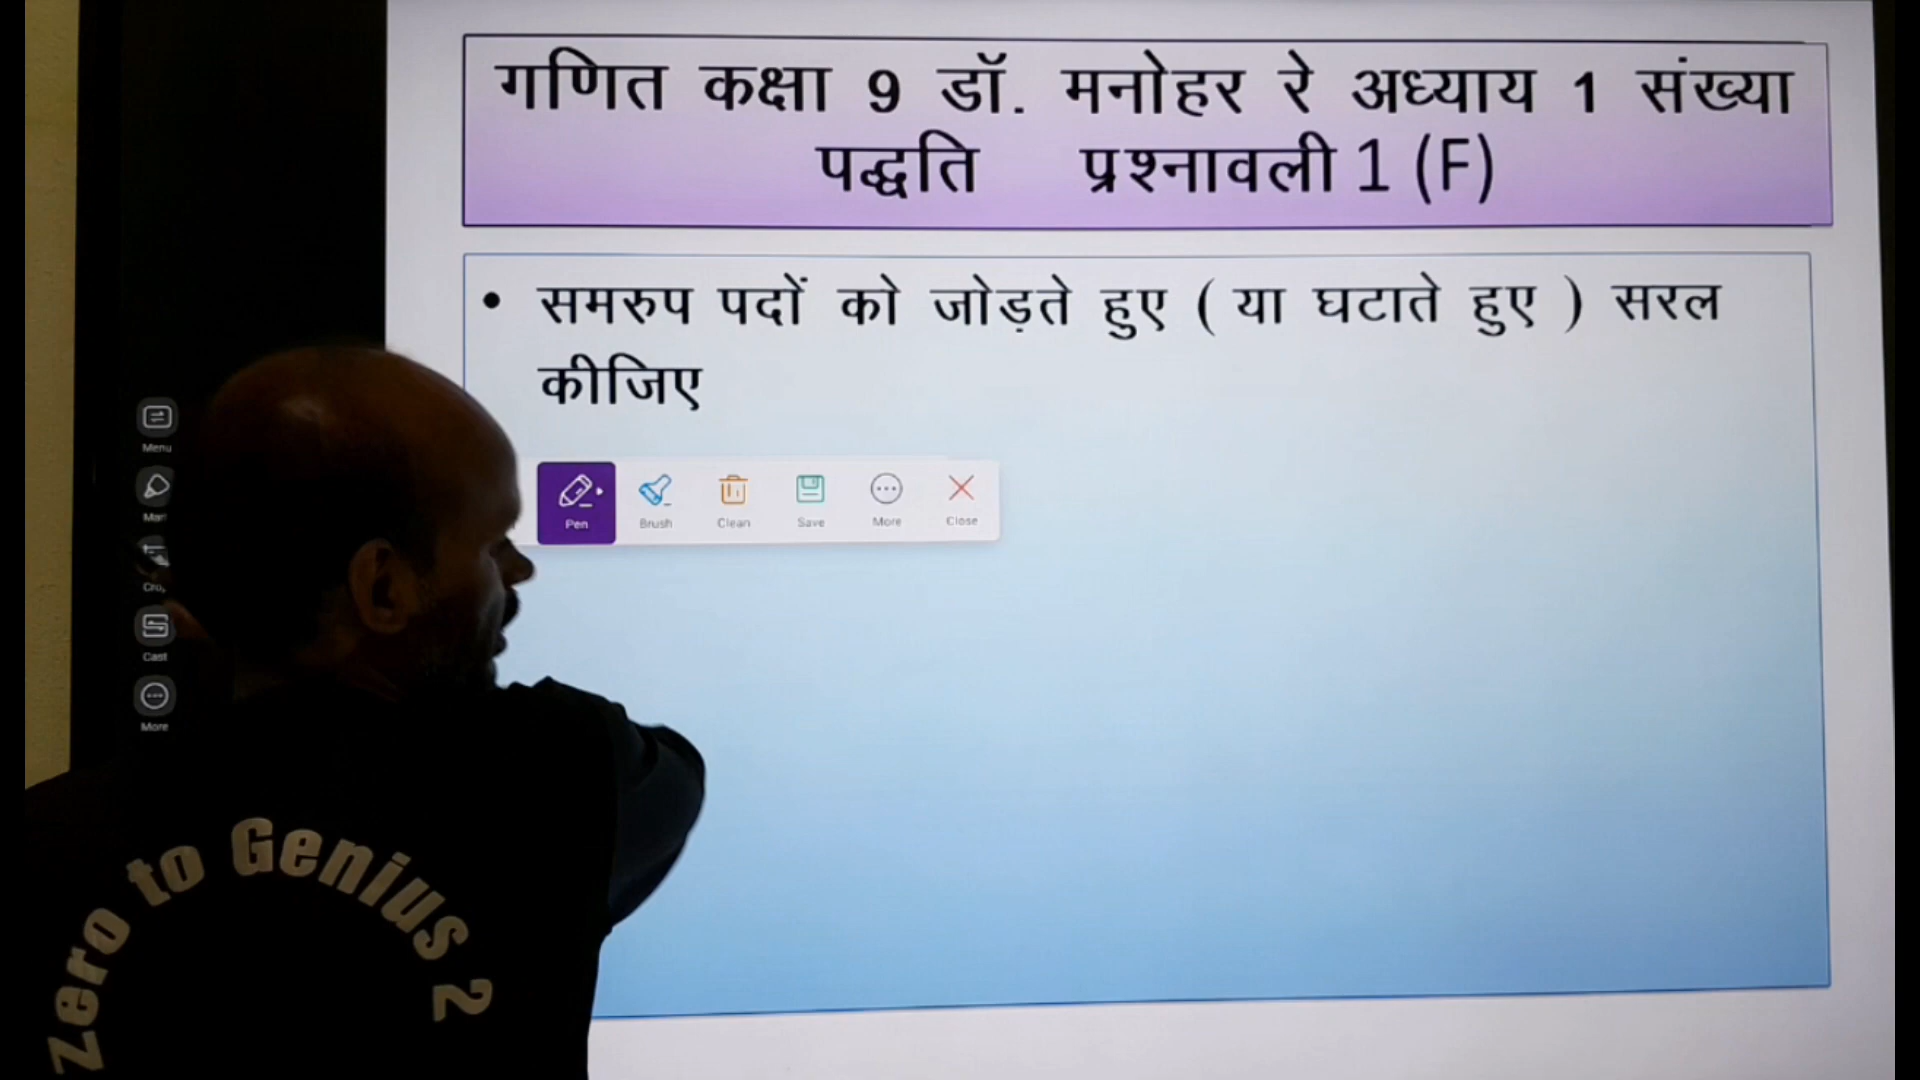 गणित कक्षा 9 डॉ. मनोहर रे अध्याय 1 संख्या
पद्धति प्रश्नावली 1 (F)
• समरुप पदों को जोड़ते हुए ( या घटाते हुए ) सरल
कीजिए
Pen
Brush
Clean
Save
More
Close
Menu
Cast
More
Zero to Genius 2